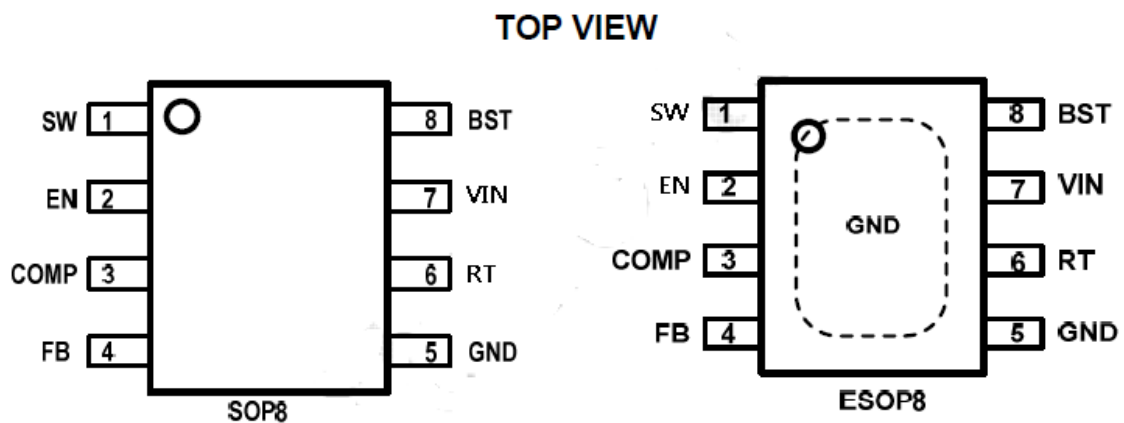 TOP VIEW
SW 1 8 BST
EN 2 7 VIN
COMP 3 6 RT
FB 4 5 GND
SOP8
SW 1 8 BST
EN 2 7 VIN
GND
COMP 3 6 RT
FB 4 5 GND
ESOP8